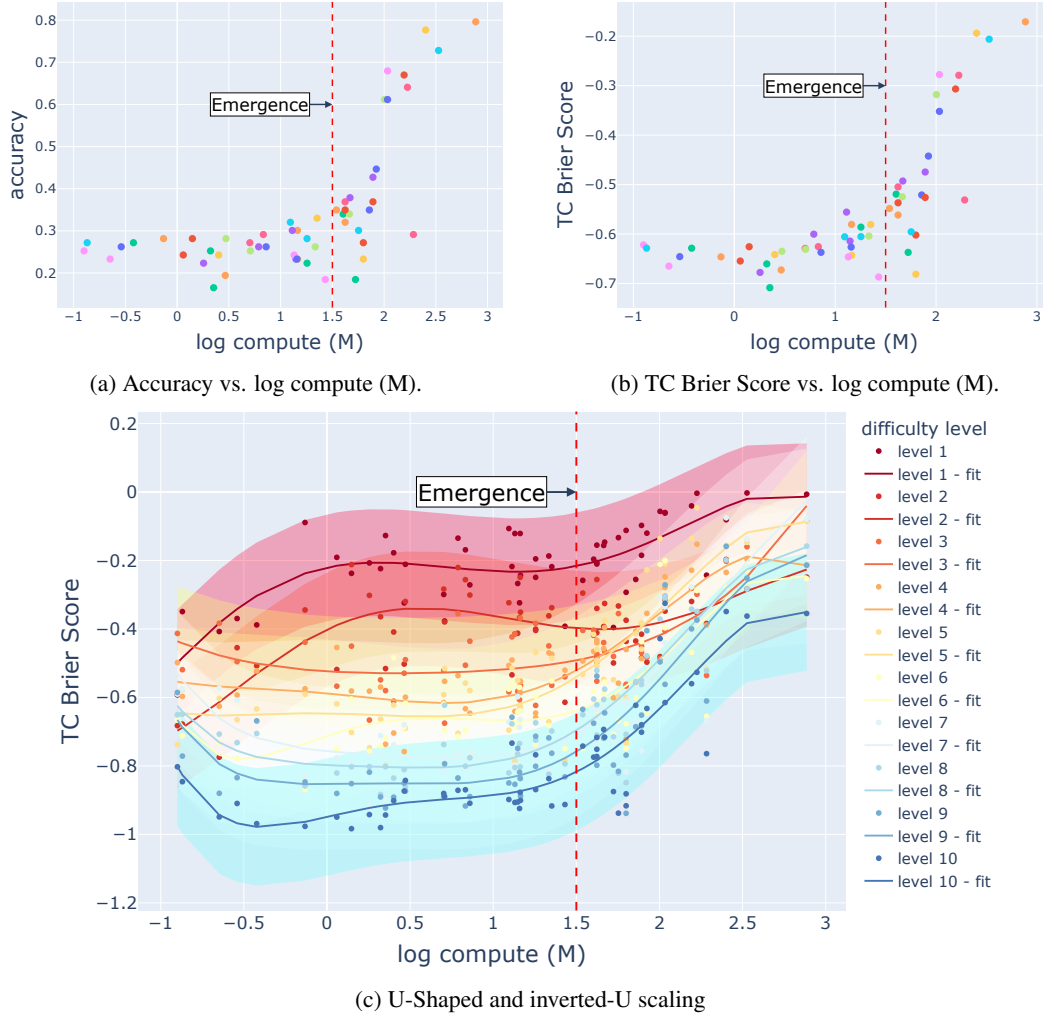 0.8
0.7
0.6
0.5
0.4
0.3
0.2
accuracy
Emergence
−1
−0.5
0
0.5
1
1.5
2
2.5
3
log compute (M)
(a) Accuracy vs. log compute (M).
−0.2
−0.3
−0.4
−0.5
−0.6
−0.7
TC Brier Score
Emergence
−1
0
1
2
3
log compute (M)
(b) TC Brier Score vs. log compute (M).
0.2
0
−0.2
−0.4
−0.6
−0.8
−1
−1.2
TC Brier Score
Emergence
−1
−0.5
0
0.5
1
1.5
2
2.5
3
log compute (M)
difficulty level
level 1
level 1 - fit
level 2
level 2 - fit
level 3
level 3 - fit
level 4
level 4 - fit
level 5
level 5 - fit
level 6
level 6 - fit
level 7
level 7 - fit
level 8
level 8 - fit
level 9
level 9 - fit
level 10
level 10 - fit
(c) U-Shaped and inverted-U scaling